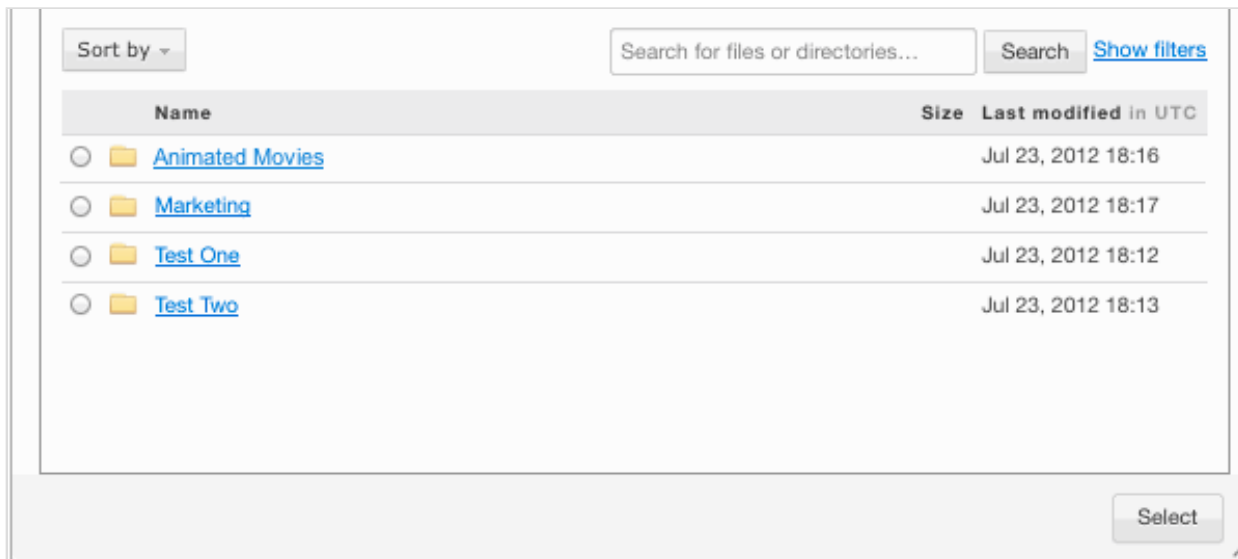 Sort by
Search for files or directories... Search Show filters
Name Size Last modified in UTC
Animated Movies Jul 23, 2012 18:16
Marketing Jul 23, 2012 18:17
Test One Jul 23, 2012 18:12
Test Two Jul 23, 2012 18:13
Select